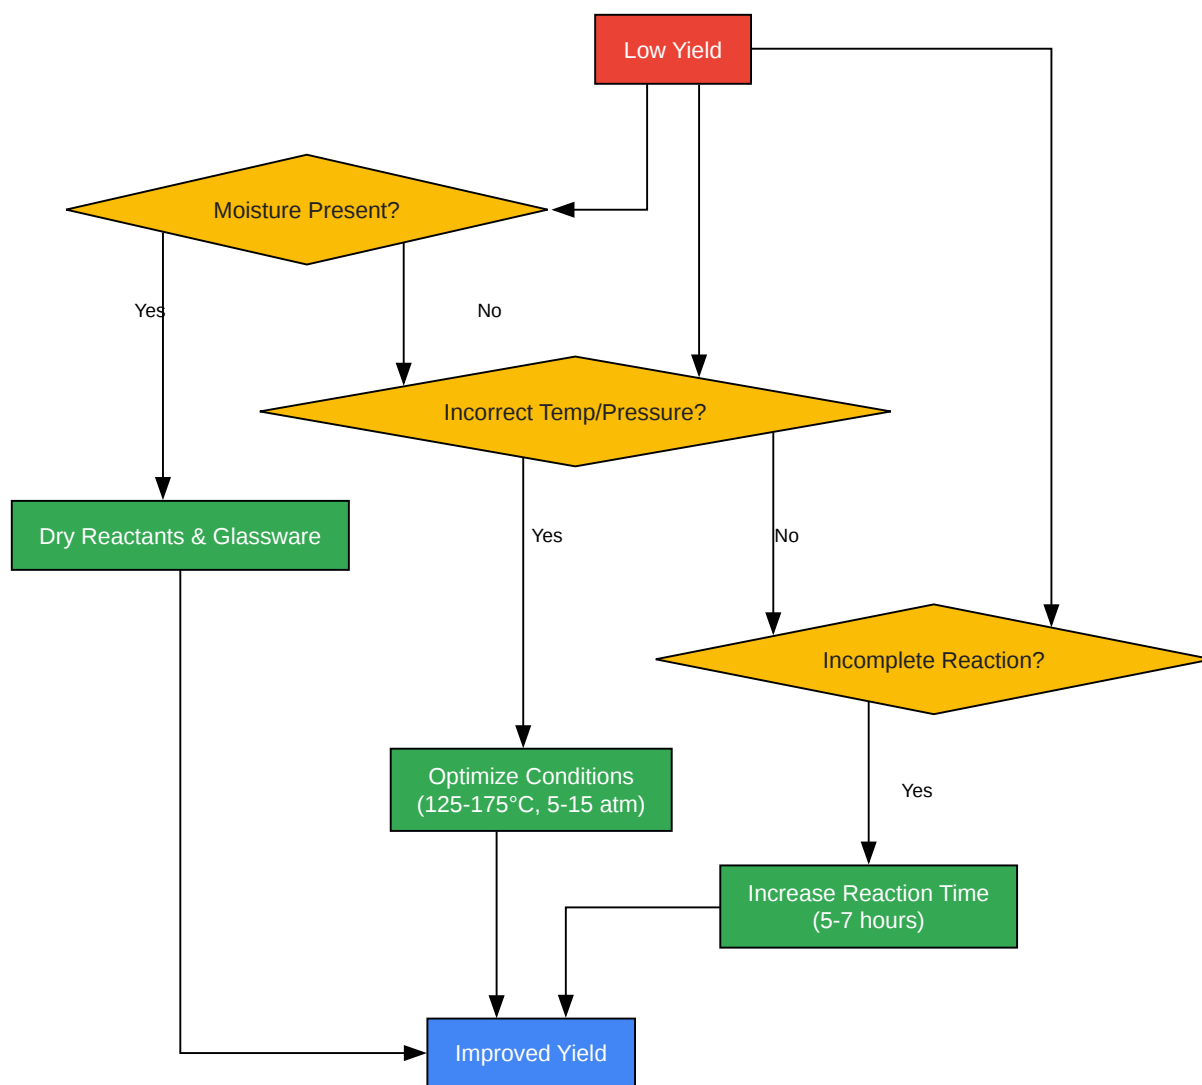 Low Yield
Moisture Present?
Yes
No
Incorrect Temp/Pressure?
Dry Reactants & Glassware
Yes
No
Incomplete Reaction?
Optimize Conditions
(125-175°C, 5-15 atm)
Yes
Increase Reaction Time
(5-7 hours)
Improved Yield